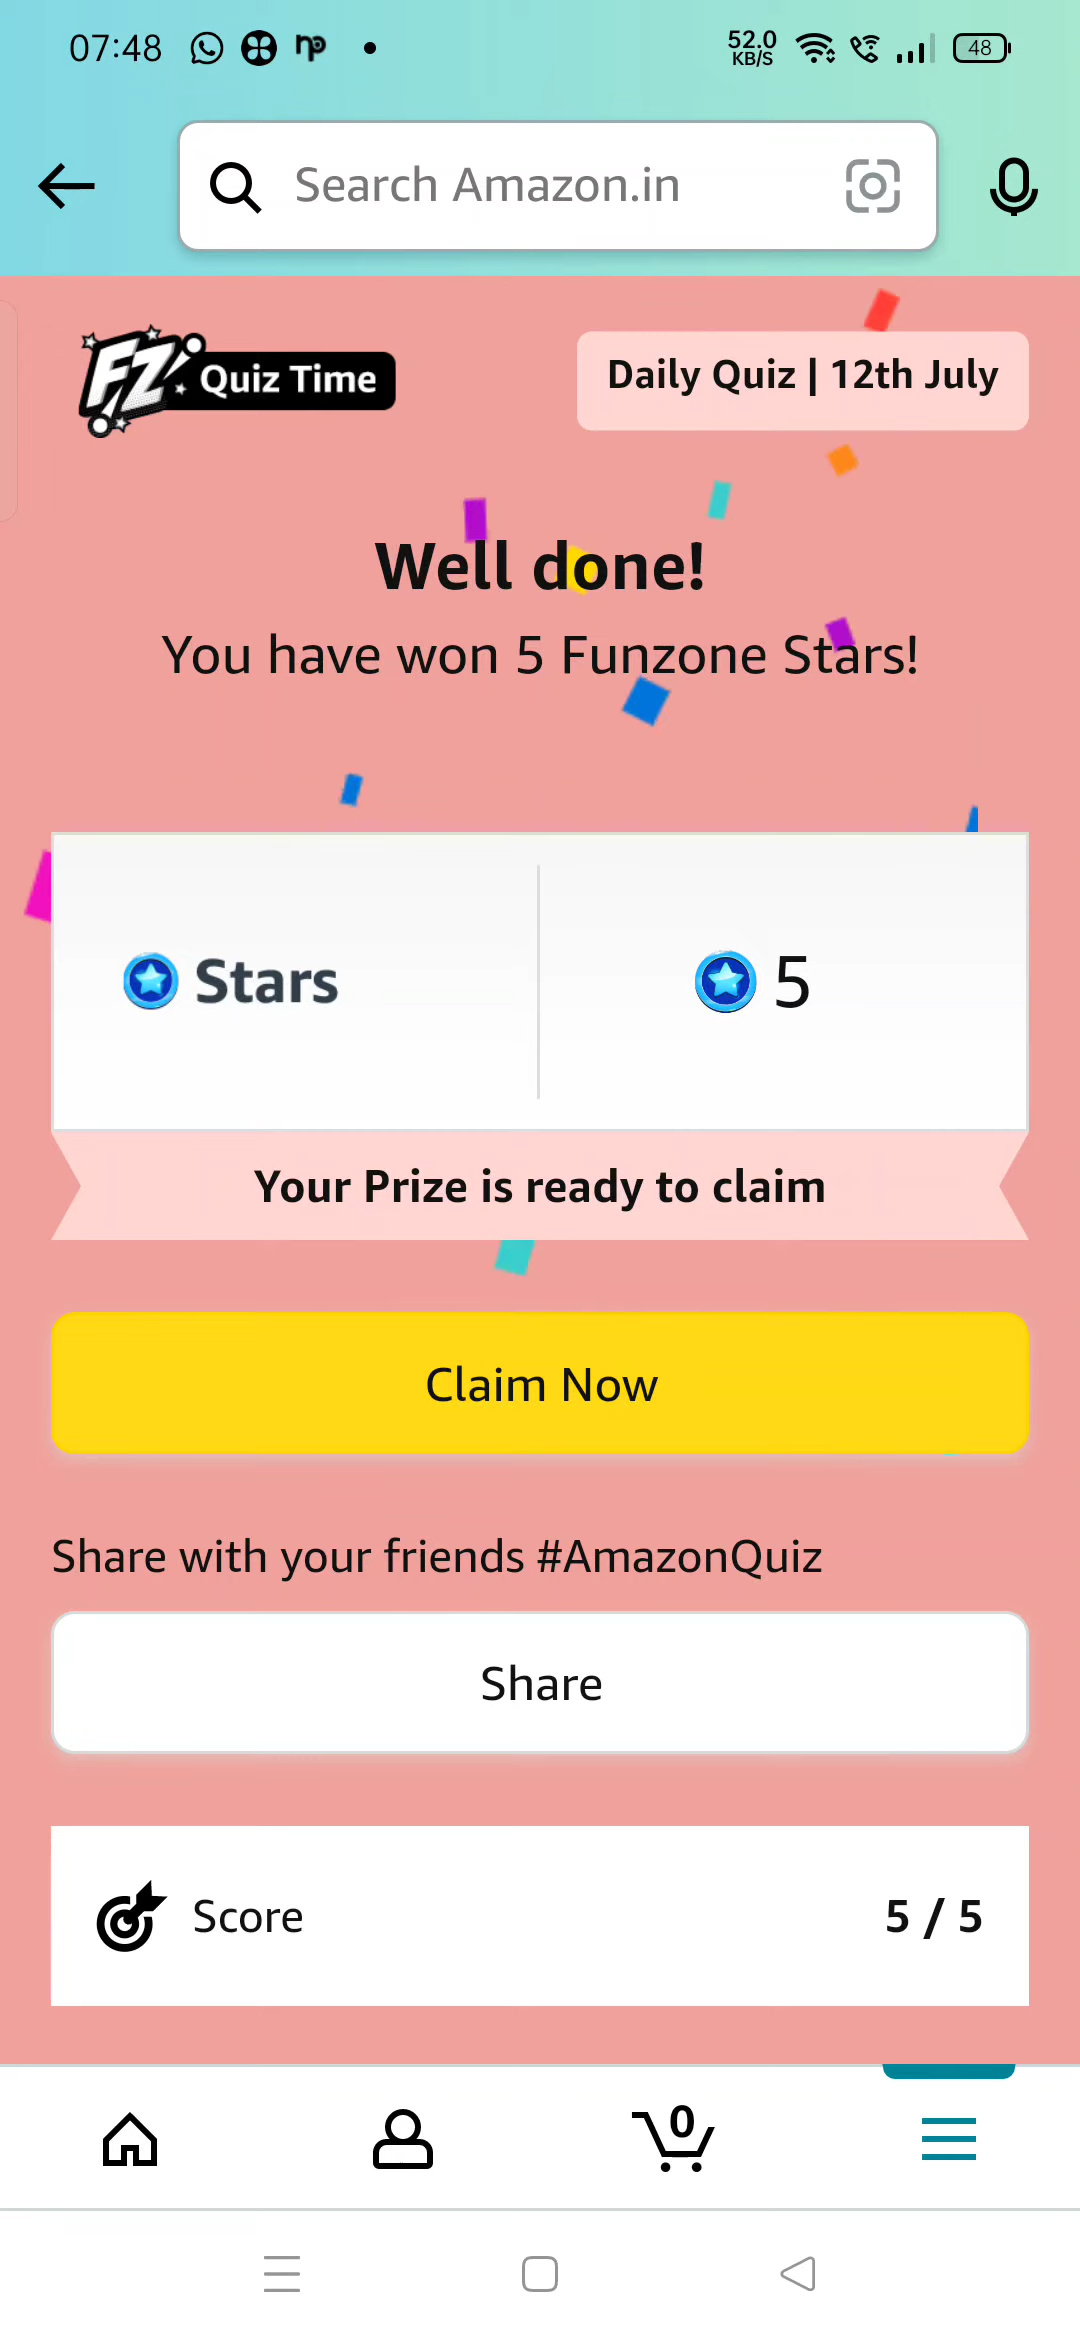 07:48
52.0
KB/S
48
Search Amazon.in
FZ Quiz Time
Daily Quiz | 12th July
Well done!
You have won 5 Funzone Stars!
Stars
5
Your Prize is ready to claim
Claim Now
Share with your friends #AmazonQuiz
Share
Score
5 / 5
0